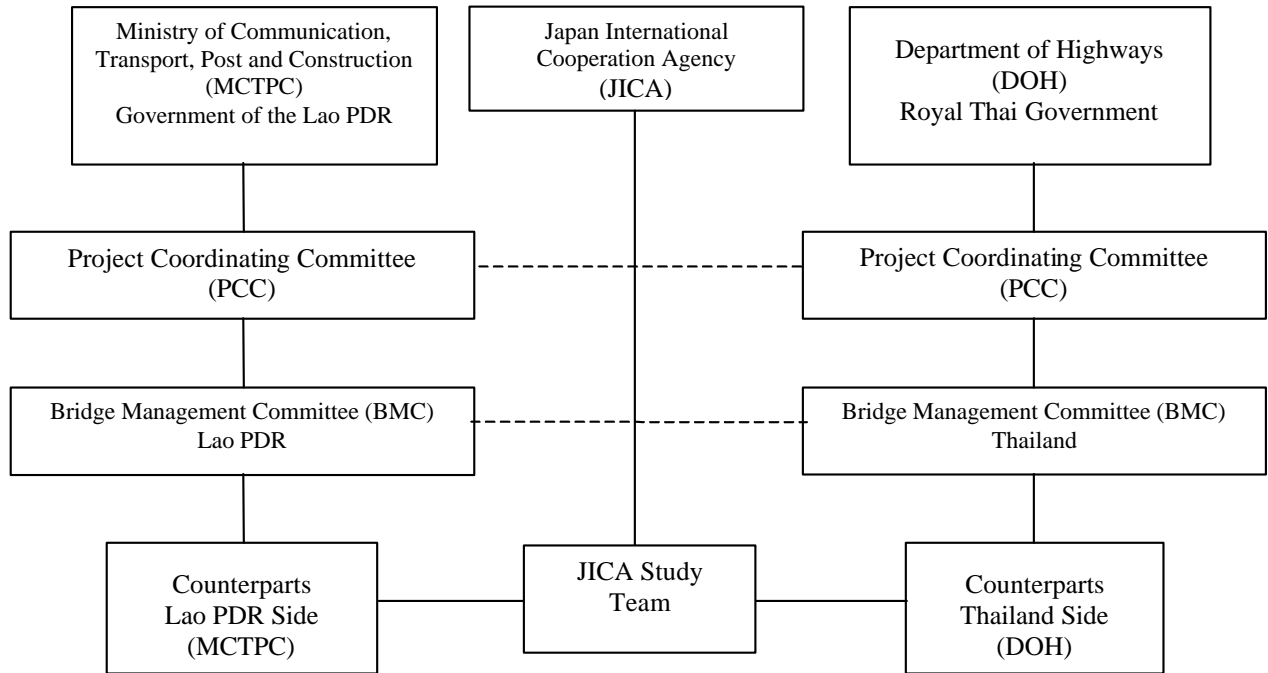 Ministry of Communication,
Transport, Post and Construction
(MCTPC)
Government of the Lao PDR
Japan International
Cooperation Agency
(JICA)
Department of Highways
(DOH)
Royal Thai Government
Project Coordinating Committee
(PCC)
Project Coordinating Committee
(PCC)
Bridge Management Committee (BMC)
Lao PDR
Bridge Management Committee (BMC)
Thailand
Counterparts
Lao PDR Side
(MCTPC)
JICA Study
Team
Counterparts
Thailand Side
(DOH)